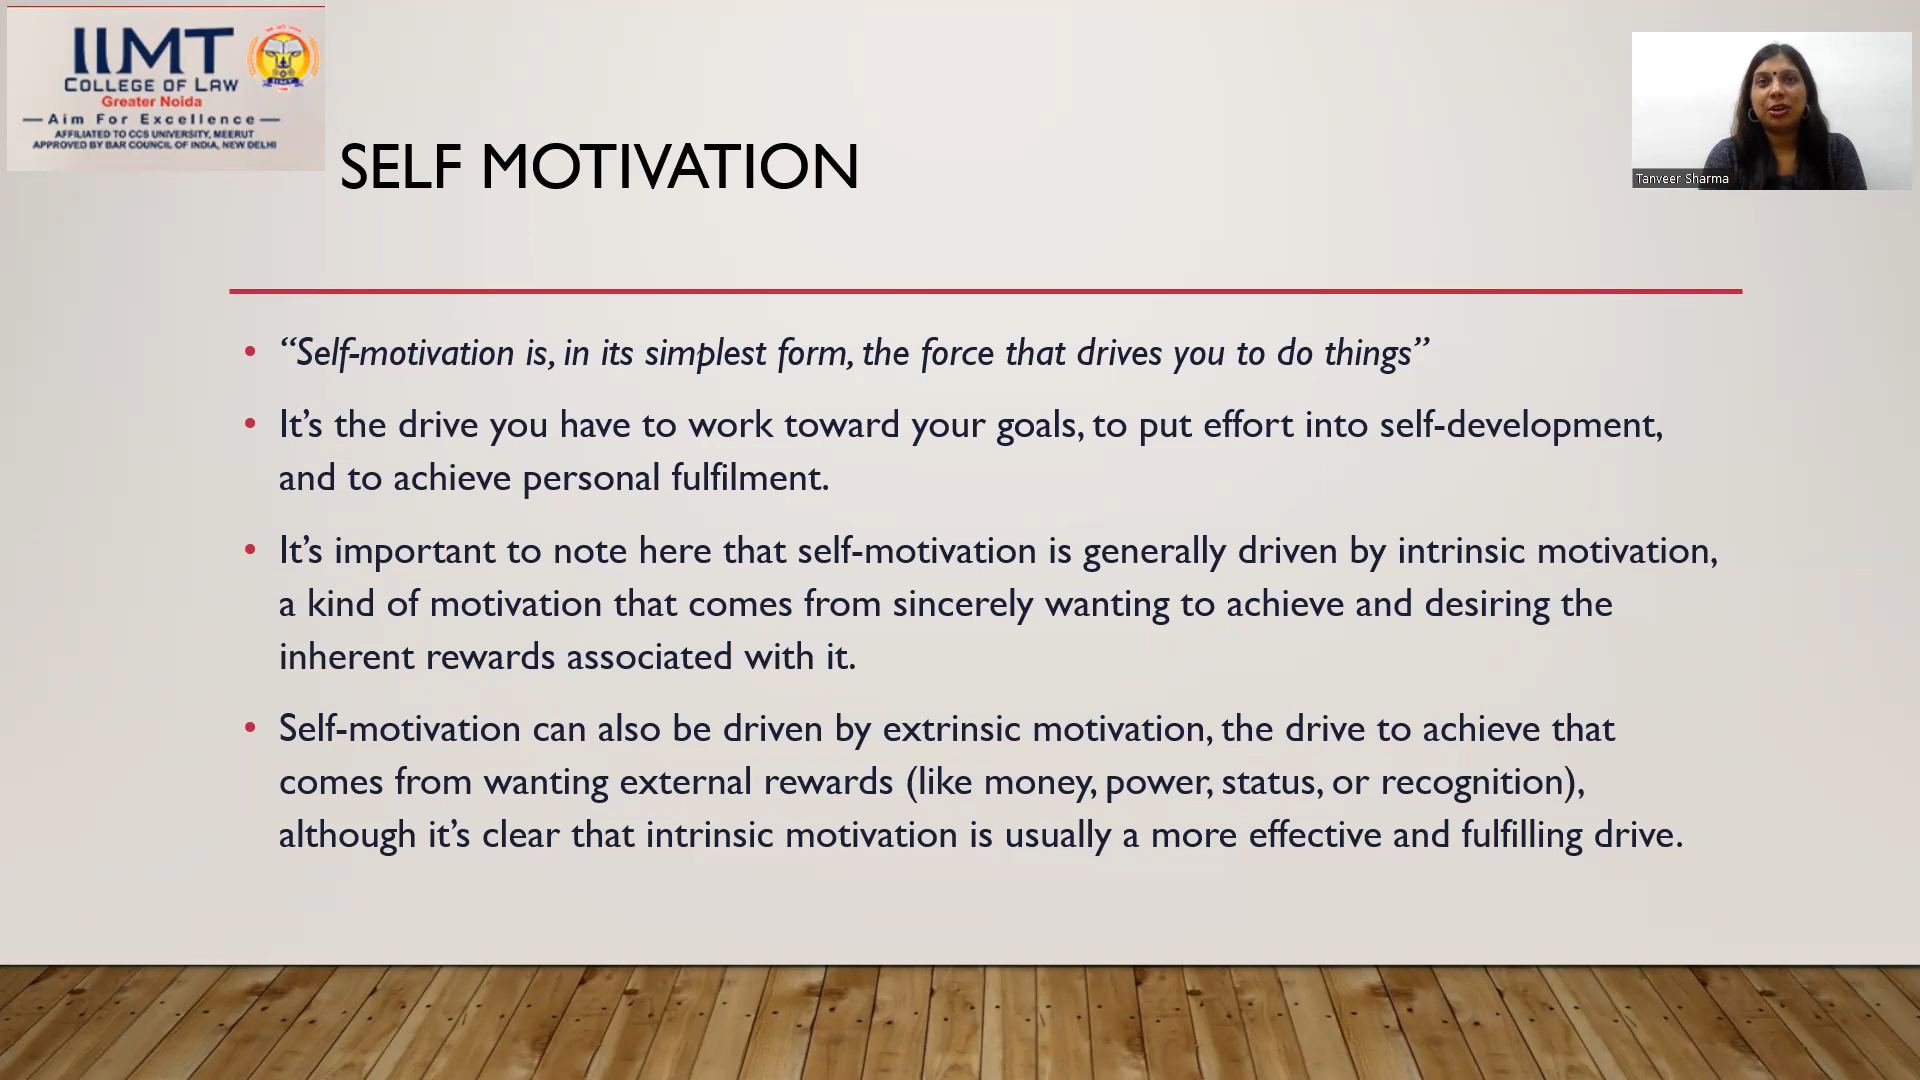 IIMT
COLLEGE OF LAW
Greater Noida
— Aim For Excellence —
AFFILIATED TO CCS UNIVERSITY, MEERUT
APPROVED BY BAR COUNCIL OF INDIA, NEW DELHI
SELF MOTIVATION
Tanveer Sharma
• “Self-motivation is, in its simplest form, the force that drives you to do things”
• It’s the drive you have to work toward your goals, to put effort into self-development,
and to achieve personal fulfilment.
• It’s important to note here that self-motivation is generally driven by intrinsic motivation,
a kind of motivation that comes from sincerely wanting to achieve and desiring the
inherent rewards associated with it.
• Self-motivation can also be driven by extrinsic motivation, the drive to achieve that
comes from wanting external rewards (like money, power, status, or recognition),
although it’s clear that intrinsic motivation is usually a more effective and fulfilling drive.